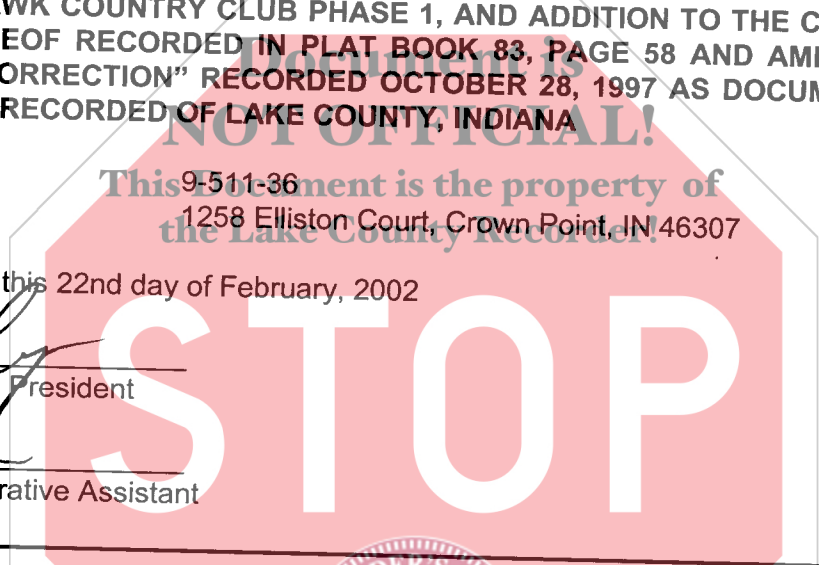 WK COUNTRY CLUB PHASE 1, AND ADDITION TO THE C
EOF RECORDED IN PLAT BOOK 83, PAGE 58 AND AM
ORRECTION" RECORDED OCTOBER 28, 1997 AS DOCUM
RECORDED OF LAKE COUNTY, INDIANA
Document is
NOT OFFICIAL!
This Document is the property of
the Lake County Recorder!
9-511-36
1258 Elliston Court, Crown Point, IN 46307
this 22nd day of February, 2002
STOP
President
rative Assistant